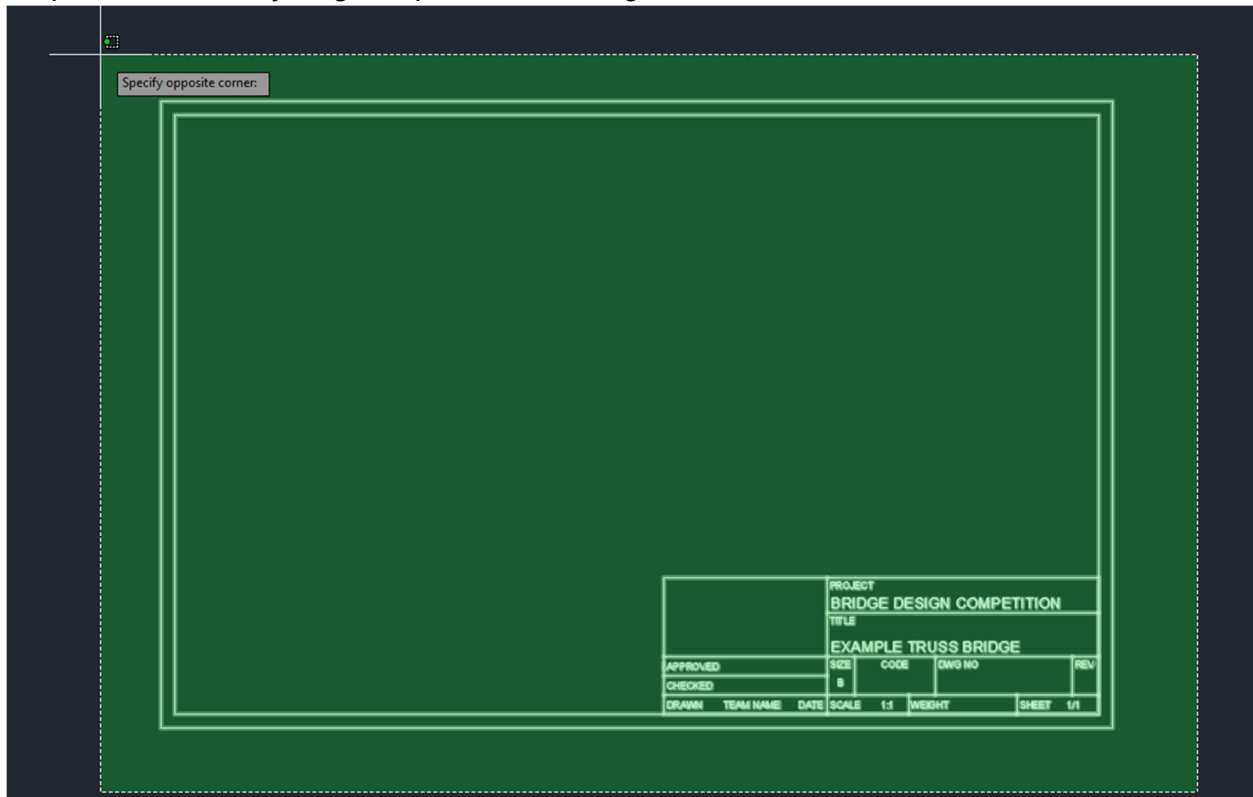 Specify opposite corner:
PROJECT
BRIDGE DESIGN COMPETITION
TITLE
EXAMPLE TRUSS BRIDGE
APPROVED
SIZE CODE DWG NO REV
B
CHECKED
DRAWN TEAM NAME DATE SCALE 1:1 WEIGHT SHEET 1/1